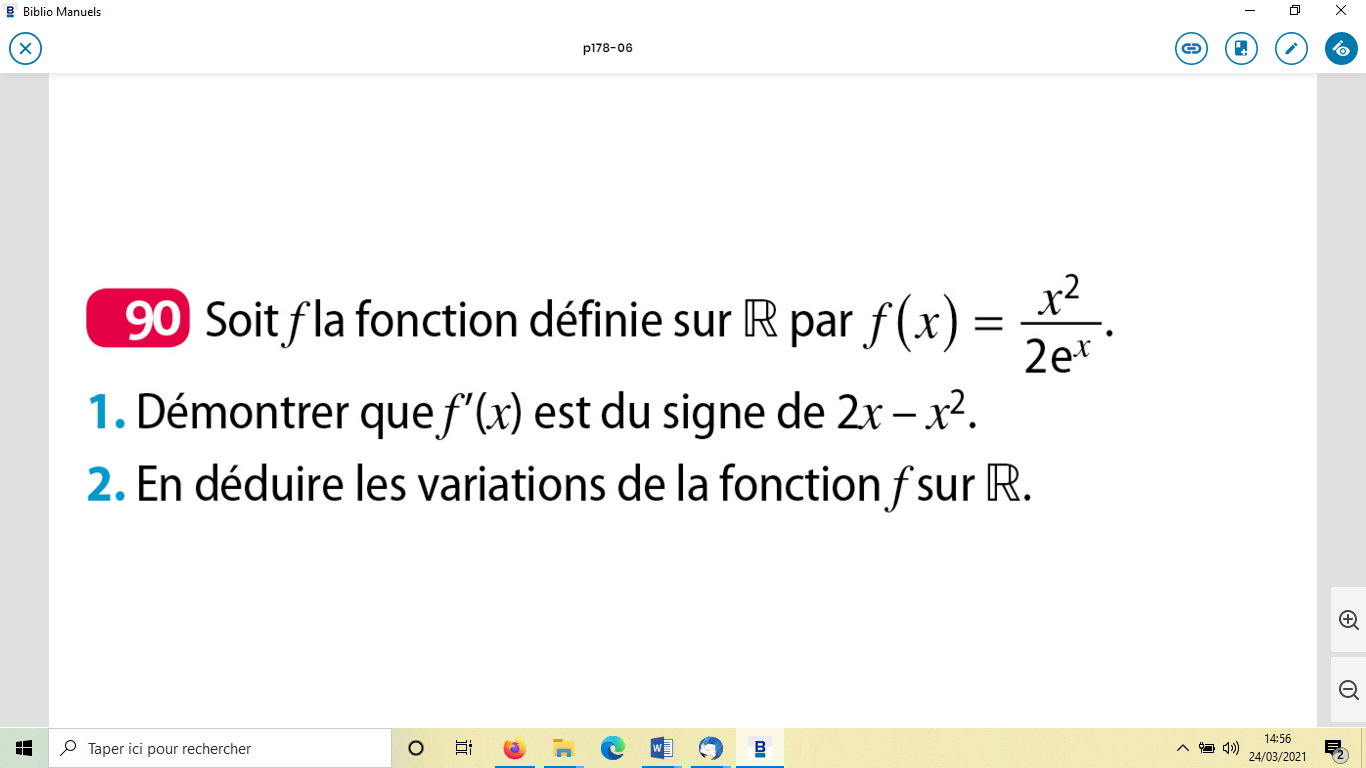 Biblio Manuels
p178-06
90 Soit f la fonction définie sur ℝ par f(x) = x²/2eˣ.
1. Démontrer que f′(x) est du signe de 2x – x².
2. En déduire les variations de la fonction f sur ℝ.
Taper ici pour rechercher
14:56
24/03/2021
2